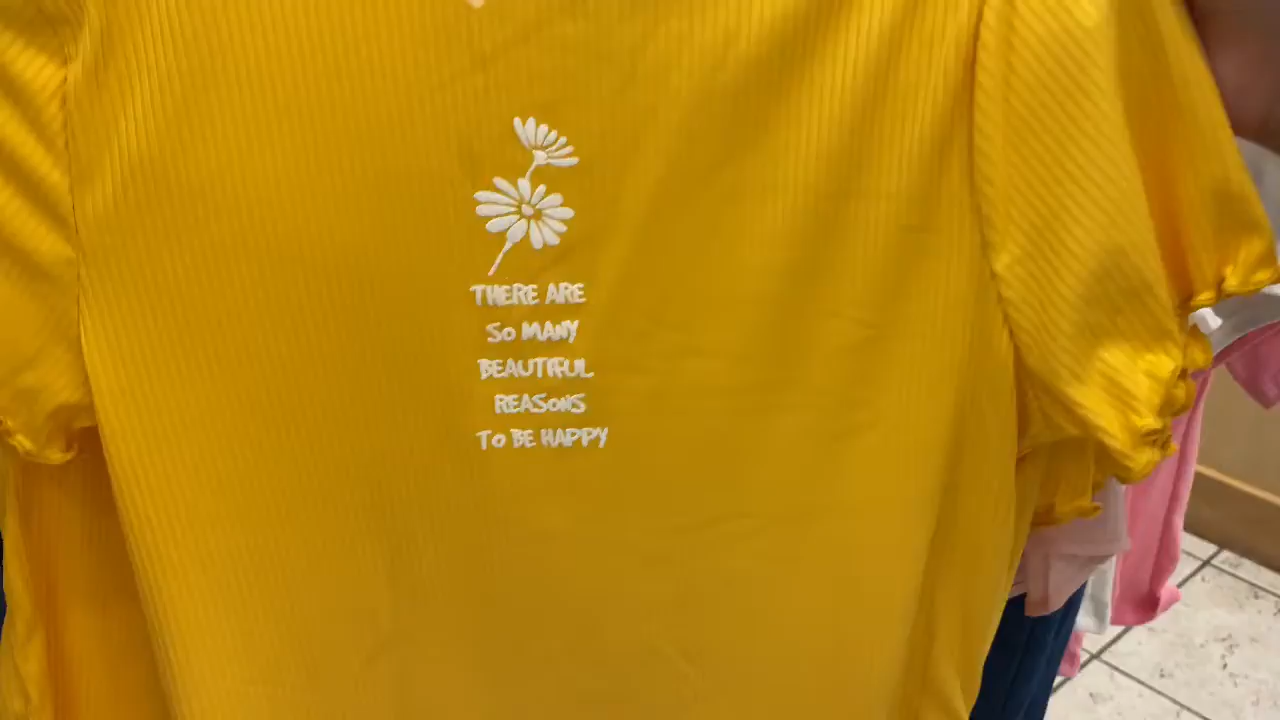 THERE ARE
SO MANY
BEAUTIFUL
REASONS
TO BE HAPPY